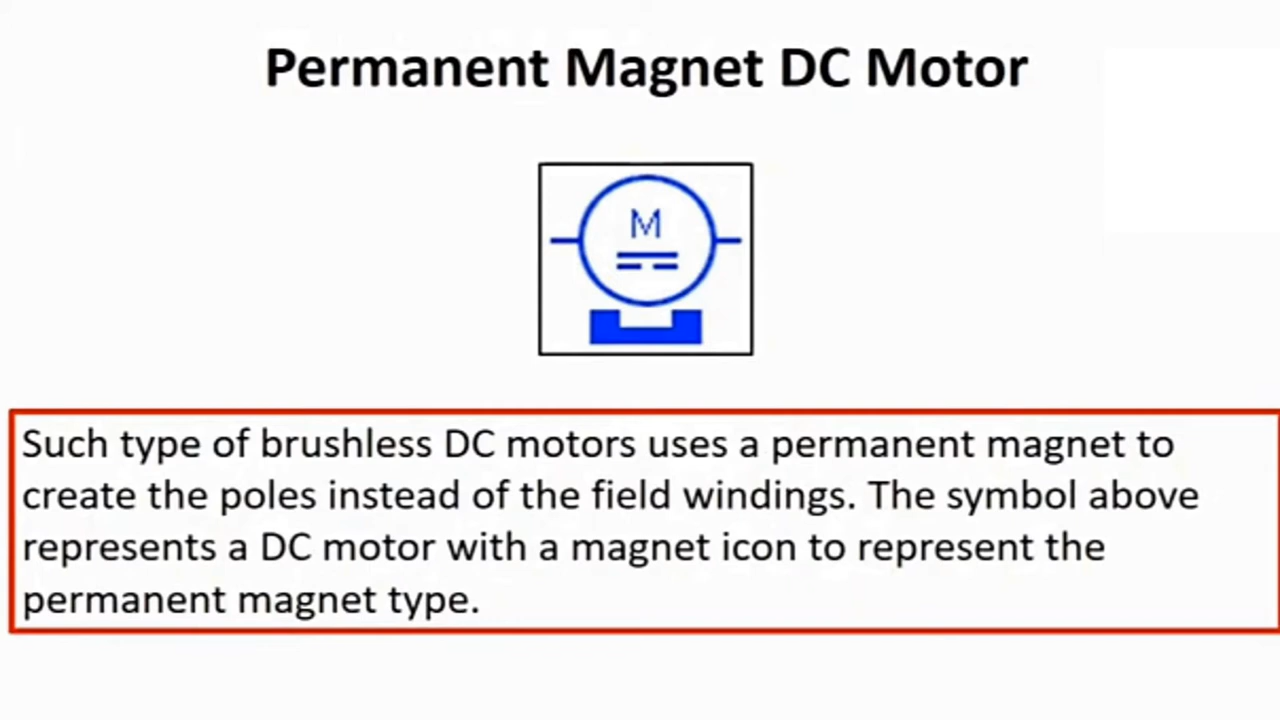 Permanent Magnet DC Motor
M
Such type of brushless DC motors uses a permanent magnet to
create the poles instead of the field windings. The symbol above
represents a DC motor with a magnet icon to represent the
permanent magnet type.